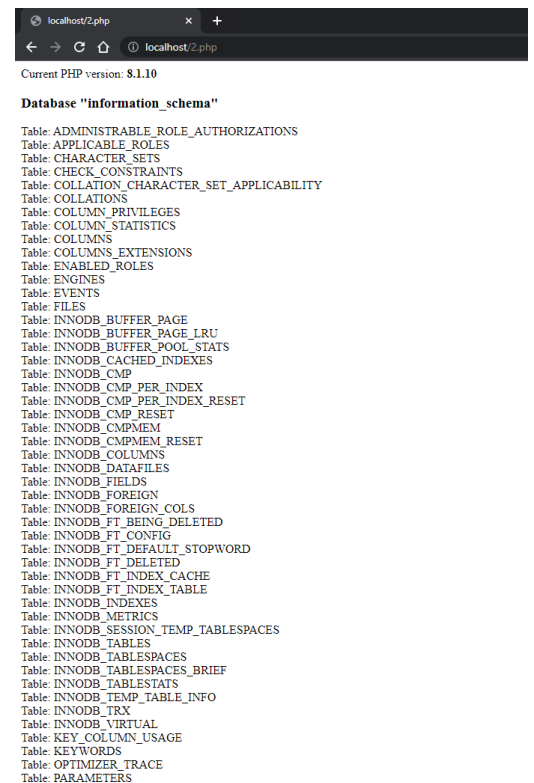 localhost/2.php
localhost/2.php
Current PHP version: 8.1.10
Database "information_schema"
Table: ADMINISTRABLE_ROLE_AUTHORIZATIONS
Table: APPLICABLE_ROLES
Table: CHARACTER_SETS
Table: CHECK_CONSTRAINTS
Table: COLLATION_CHARACTER_SET_APPLICABILITY
Table: COLLATIONS
Table: COLUMN_PRIVILEGES
Table: COLUMN_STATISTICS
Table: COLUMNS
Table: COLUMNS_EXTENSIONS
Table: ENABLED_ROLES
Table: ENGINES
Table: EVENTS
Table: FILES
Table: INNODB_BUFFER_PAGE
Table: INNODB_BUFFER_PAGE_LRU
Table: INNODB_BUFFER_POOL_STATS
Table: INNODB_CACHED_INDEXES
Table: INNODB_CMP
Table: INNODB_CMP_PER_INDEX
Table: INNODB_CMP_PER_INDEX_RESET
Table: INNODB_CMP_RESET
Table: INNODB_CMPMEM
Table: INNODB_CMPMEM_RESET
Table: INNODB_COLUMNS
Table: INNODB_DATAFILES
Table: INNODB_FIELDS
Table: INNODB_FOREIGN
Table: INNODB_FOREIGN_COLS
Table: INNODB_FT_BEING_DELETED
Table: INNODB_FT_CONFIG
Table: INNODB_FT_DEFAULT_STOPWORD
Table: INNODB_FT_DELETED
Table: INNODB_FT_INDEX_CACHE
Table: INNODB_FT_INDEX_TABLE
Table: INNODB_INDEXES
Table: INNODB_METRICS
Table: INNODB_SESSION_TEMP_TABLESPACES
Table: INNODB_TABLES
Table: INNODB_TABLESPACES
Table: INNODB_TABLESPACES_BRIEF
Table: INNODB_TABLESTATS
Table: INNODB_TEMP_TABLE_INFO
Table: INNODB_TRX
Table: INNODB_VIRTUAL
Table: KEY_COLUMN_USAGE
Table: KEYWORDS
Table: OPTIMIZER_TRACE
Table: PARAMETERS